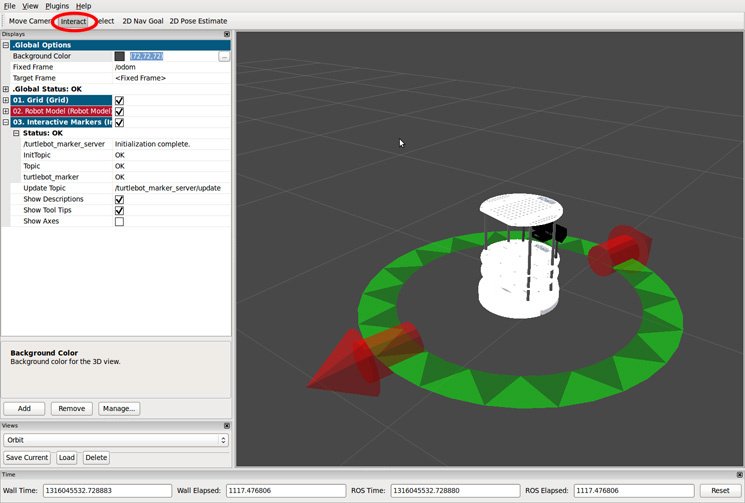 File View Plugins Help
Move Camera Interact Select 2D Nav Goal 2D Pose Estimate
Displays
.Global Options
Background Color 72,72,72
...
Fixed Frame /odom
Target Frame <Fixed Frame>
.Global Status: OK
01. Grid (Grid)
02. Robot Model (Robot Model)
03. Interactive Markers (In
Status: OK
/turtlebot_marker_server Initialization complete.
InitTopic OK
Topic OK
turtlebot_marker OK
Update Topic /turtlebot_marker_server/update
Show Descriptions
Show Tool Tips
Show Axes
Background Color
Background color for the 3D view.
Add Remove Manage...
Views
Orbit
Save Current Load Delete
Time
Wall Time: 1316045532.728883 Wall Elapsed: 1117.476806 ROS Time: 1316045532.728880 ROS Elapsed: 1117.476806 Reset